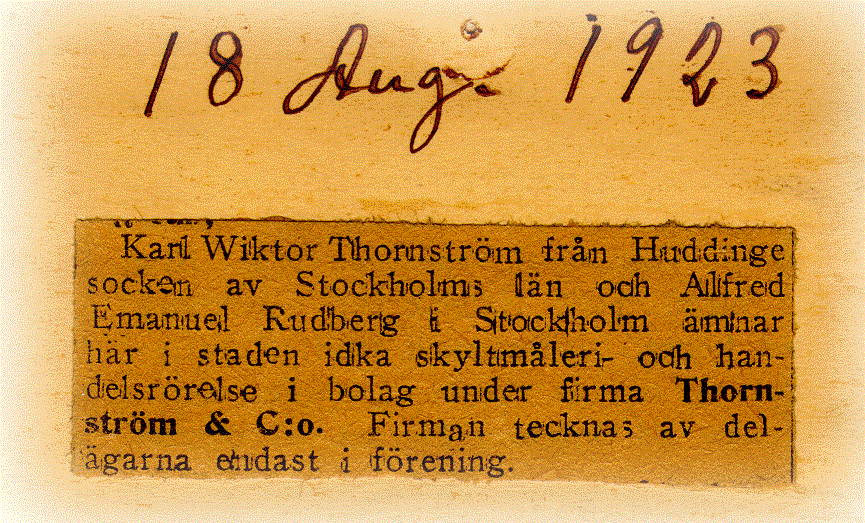 18 Aug. 1923
Karl Wiktor Thornström från Huddinge
socken av Stockholms län och Alfred
Emanuel Rudberg i Stockholm ämnar
här i staden idka skyltmåleri- och han-
delsrörelse i bolag under firma Thorn-
ström & C:o. Firman tecknas av del-
ägarna endast i förening.